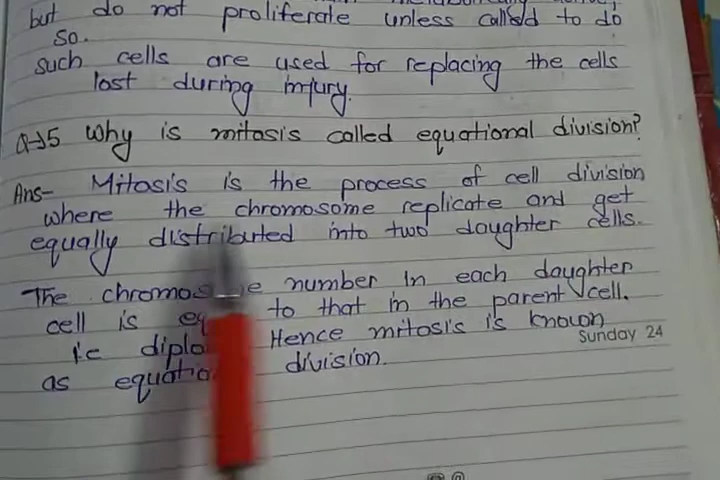 but do not proliferate unless called to do
so.
such cells are used for replacing the cells
lost during injury.
Q→5 Why is mitosis called equational division?
Ans- Mitosis is the process of cell division
where the chromosome replicate and get
equally distributed into two daughter cells.
The number in each daughter
cell is to that in the parent cell.
i.e Hence mitosis is known
Sunday 24
as division.